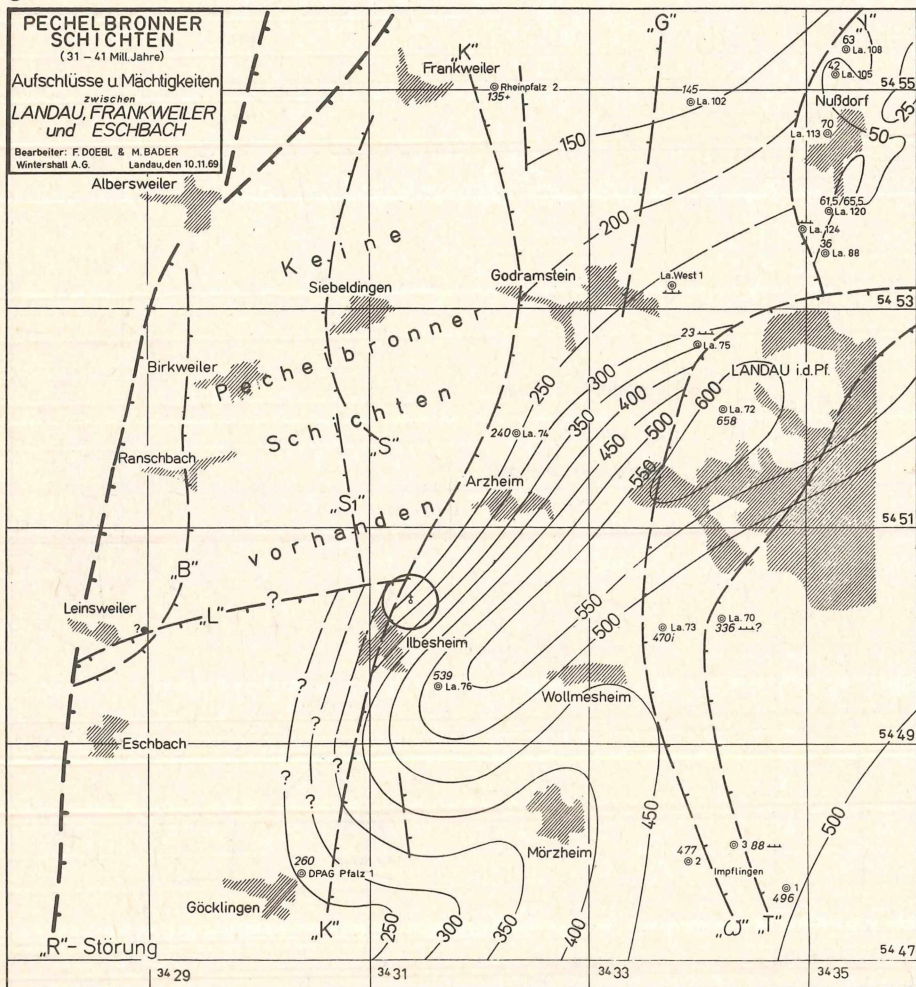 PECHELBRONNER
SCHICHTEN
(31 – 41 Mill. Jahre)
Aufschlüsse u. Mächtigkeiten
zwischen
LANDAU, FRANKWEILER
und ESCHBACH
Bearbeiter: F. DOEBL & M. BADER
Wintershall A.G. Landau, den 10.11.69
Albersweiler
„K"
Frankweiler
Rheinpfalz 2
135+
„G"
145
La. 102
„I"
63
La. 108
42
La. 105
54 55
Nußdorf
25
50
70
La. 113
150
61,5/65,5
La. 120
La. 124
36
La. 88
200
Keine
Siebeldingen
Godramstein
La. West 1
54 53
Pechelbronner
Birkweiler
250
300
23
La. 75
LANDAU i.d.Pf.
350
400
450
500
600
La. 72
658
240
La. 74
550
Schichten
„S"
Ranschbach
„S1"
Arzheim
vorhanden
54 51
„B"
Leinsweiler
?
„L"
?
Ilbesheim
550
500
La. 73
470i
La. 70
336 ?
539
La. 76
Wollmesheim
?
?
?
?
Eschbach
54 49
450
500
Mörzheim
260
DPAG Pfalz 1
477
2
3 88
Impflingen
1
496
Göcklingen
„K"
250
300
350
400
„ω"
„T"
„R"- Störung
54 47
34 29
34 31
34 33
34 35